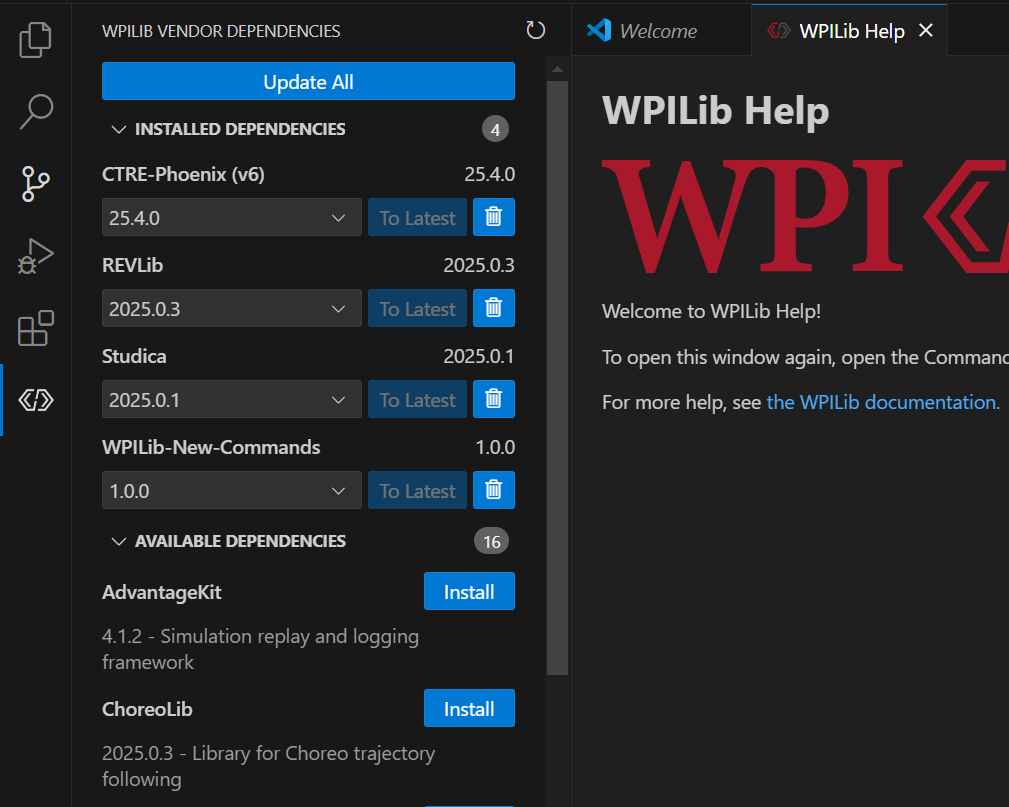 WPILIB VENDOR DEPENDENCIES
Update All
INSTALLED DEPENDENCIES 4
CTRE-Phoenix (v6) 25.4.0
25.4.0 To Latest
REVLib 2025.0.3
2025.0.3 To Latest
Studica 2025.0.1
2025.0.1 To Latest
WPILib-New-Commands 1.0.0
1.0.0 To Latest
AVAILABLE DEPENDENCIES 16
AdvantageKit Install
4.1.2 - Simulation replay and logging
framework
ChoreoLib Install
2025.0.3 - Library for Choreo trajectory
following
Welcome WPILib Help
WPILib Help
WPI
Welcome to WPILib Help!
To open this window again, open the Command
For more help, see the WPILib documentation.